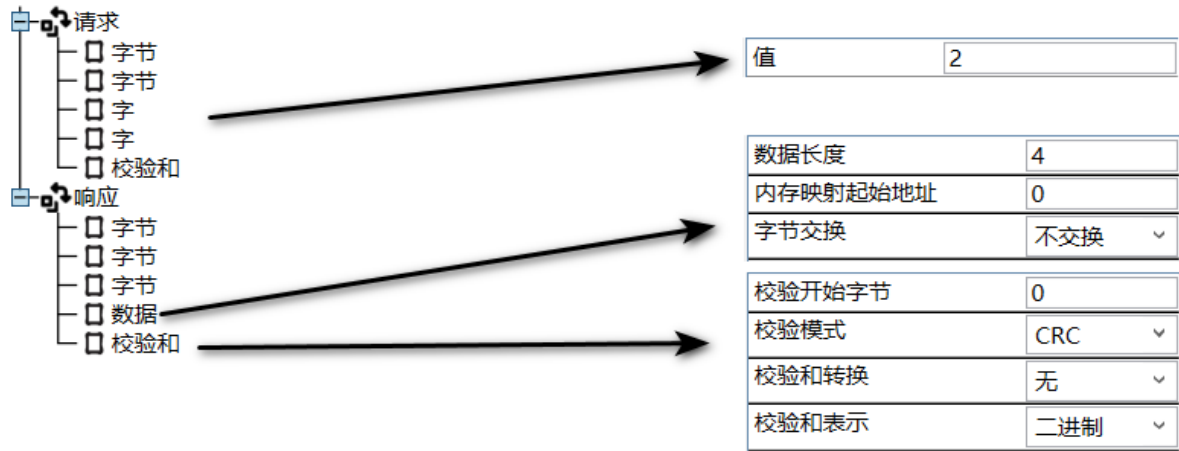 请求
字节
字节
字
字
校验和
响应
字节
字节
字节
数据
校验和
值 2
数据长度 4
内存映射起始地址 0
字节交换 不交换
校验开始字节 0
校验模式 CRC
校验和转换 无
校验和表示 二进制